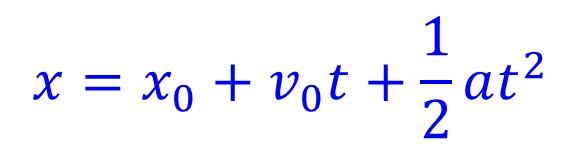 x = x₀ + v₀t + ½at²